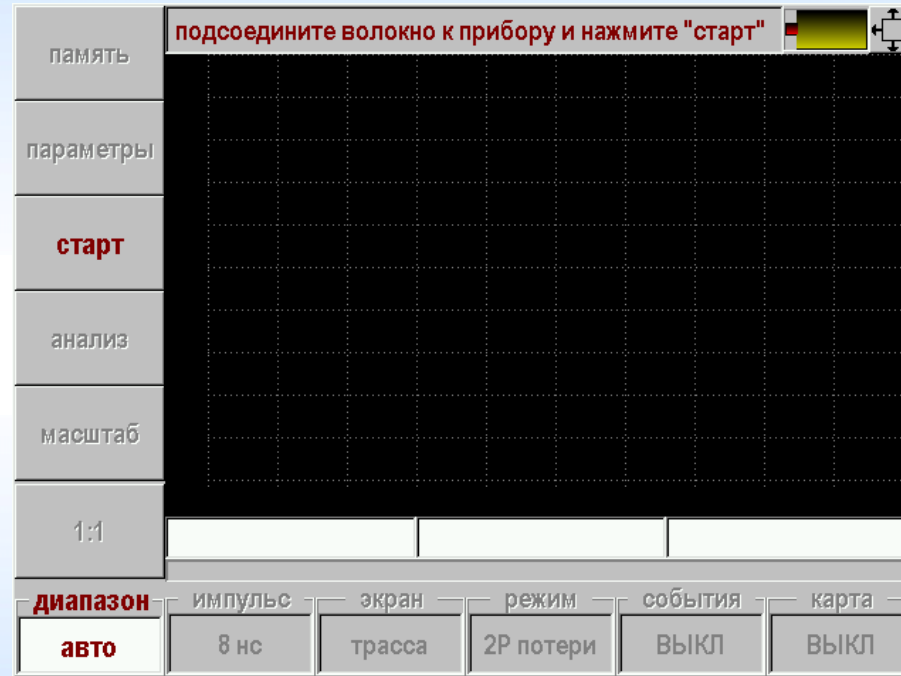 подсоедините волокно к прибору и нажмите "старт"
память
параметры
старт
анализ
масштаб
1:1
диапазон импульс экран режим события карта
авто 8 нс трасса 2Р потери ВЫКЛ ВЫКЛ